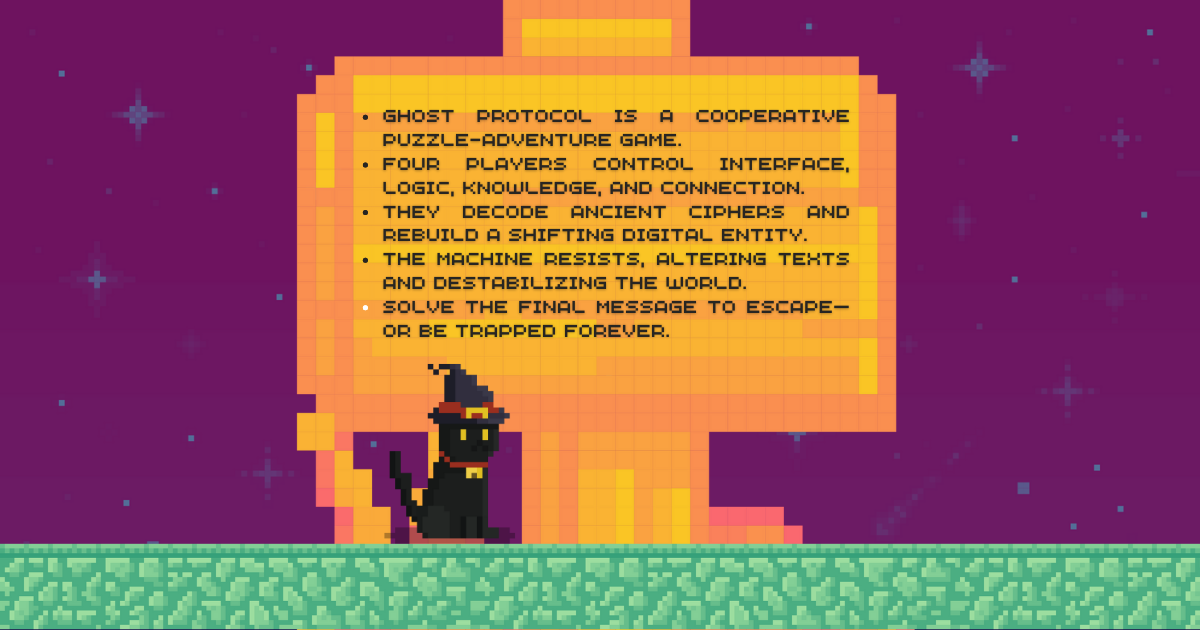 • GHOST PROTOCOL IS A COOPERATIVE
PUZZLE-ADVENTURE GAME.
• FOUR PLAYERS CONTROL INTERFACE,
LOGIC, KNOWLEDGE, AND CONNECTION.
• THEY DECODE ANCIENT CIPHERS AND
REBUILD A SHIFTING DIGITAL ENTITY.
• THE MACHINE RESISTS, ALTERING TEXTS
AND DESTABILIZING THE WORLD.
• SOLVE THE FINAL MESSAGE TO ESCAPE—
OR BE TRAPPED FOREVER.